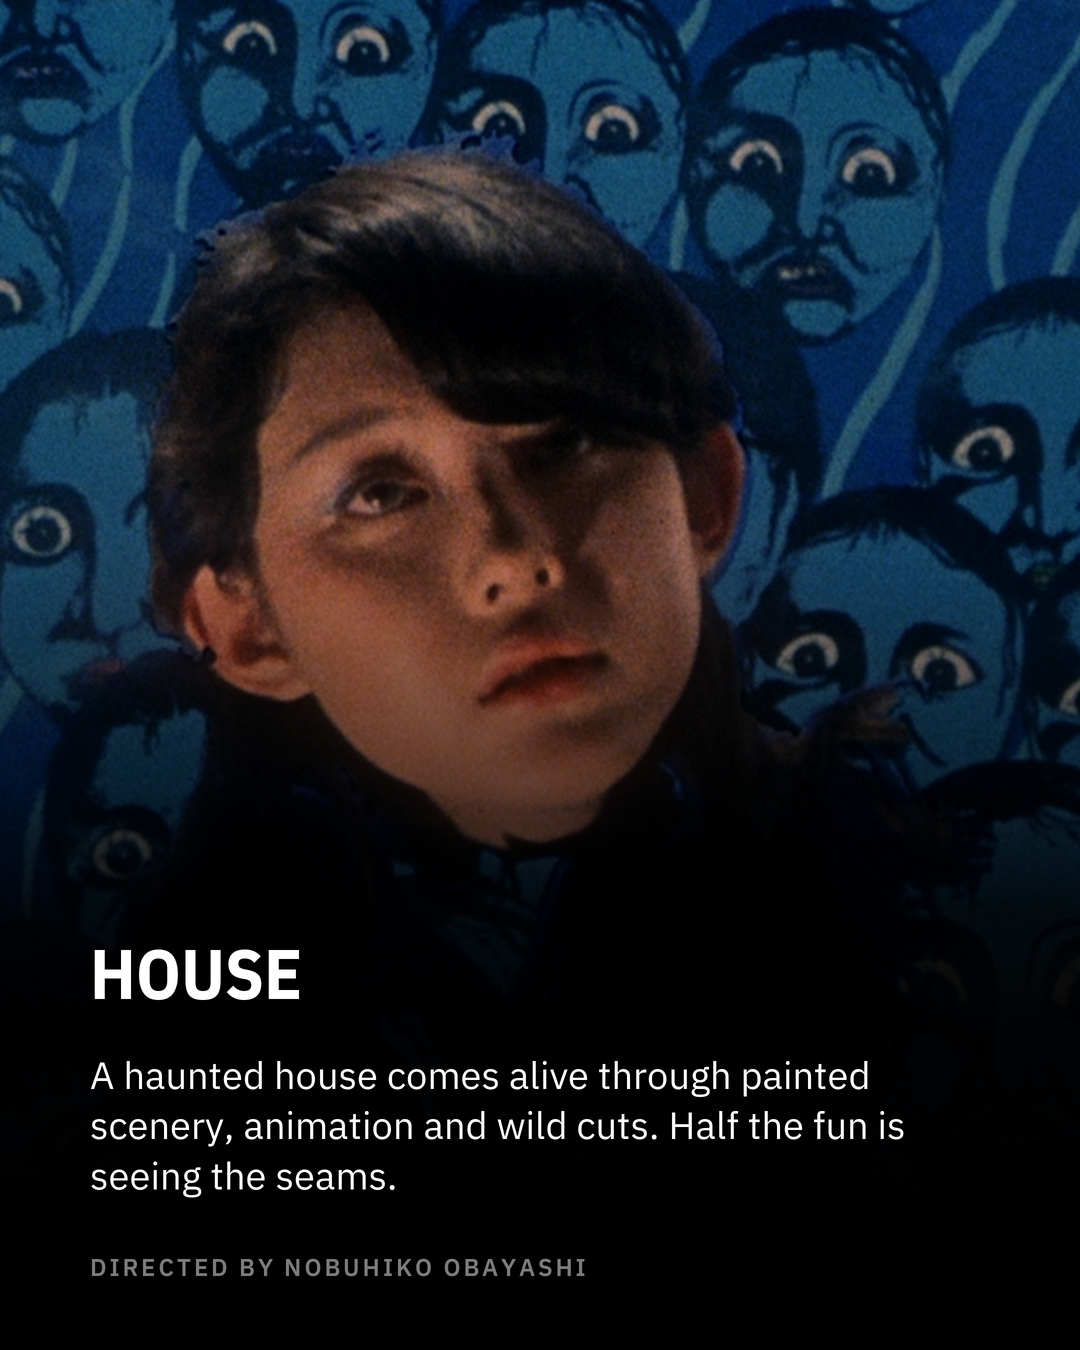 HOUSE
A haunted house comes alive through painted
scenery, animation and wild cuts. Half the fun is
seeing the seams.
DIRECTED BY NOBUHIKO OBAYASHI